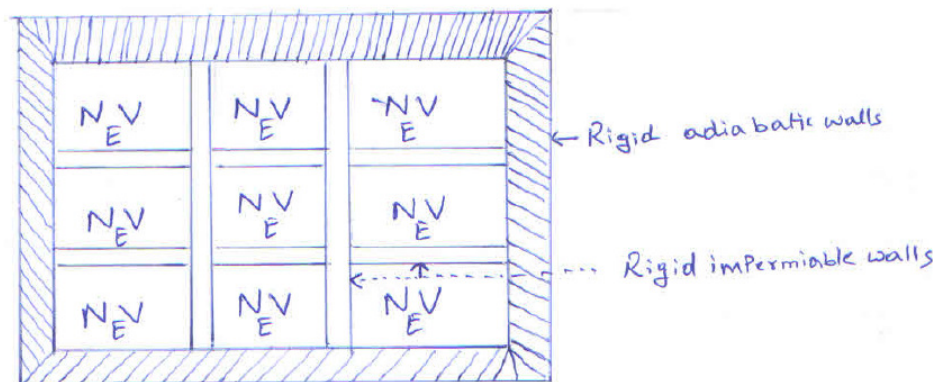 N E V N E V N E V
← Rigid adiabatic walls
N E V N E V N E V
Rigid impermiable walls
N E V N E V N E V